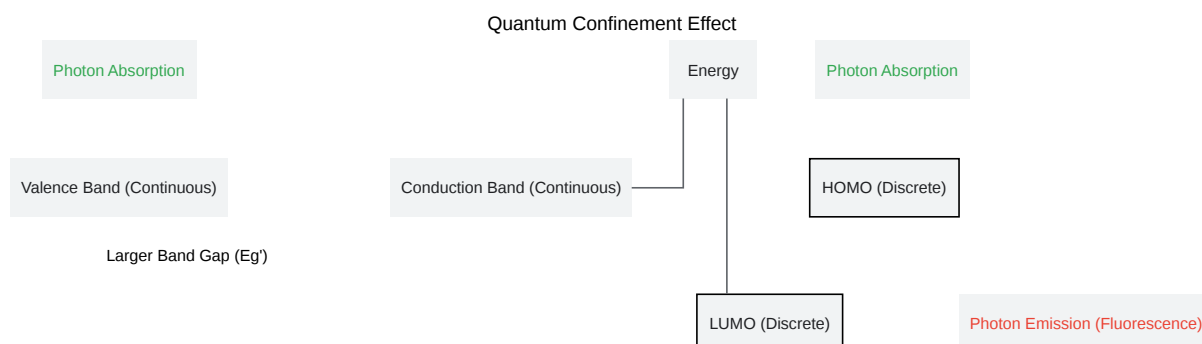 Quantum Confinement Effect
Photon Absorption
Energy
Photon Absorption
Valence Band (Continuous)
Conduction Band (Continuous)
HOMO (Discrete)
Larger Band Gap (Eg')
LUMO (Discrete)
Photon Emission (Fluorescence)